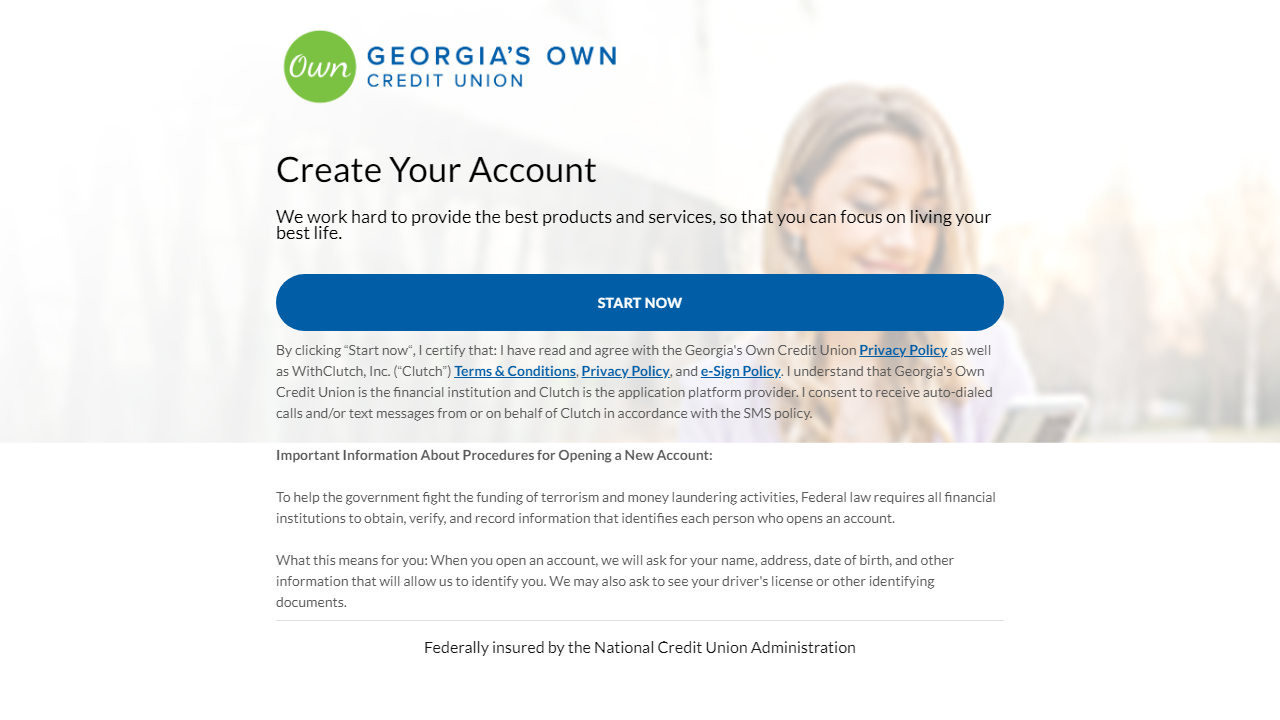 Own
GEORGIA'S OWN
CREDIT UNION
Create Your Account
We work hard to provide the best products and services, so that you can focus on living your
best life.
START NOW
By clicking “Start now“, I certify that: I have read and agree with the Georgia's Own Credit Union Privacy Policy as well
as WithClutch, Inc. (“Clutch”) Terms & Conditions, Privacy Policy, and e-Sign Policy. I understand that Georgia's Own
Credit Union is the financial institution and Clutch is the application platform provider. I consent to receive auto-dialed
calls and/or text messages from or on behalf of Clutch in accordance with the SMS policy.
Important Information About Procedures for Opening a New Account:
To help the government fight the funding of terrorism and money laundering activities, Federal law requires all financial
institutions to obtain, verify, and record information that identifies each person who opens an account.
What this means for you: When you open an account, we will ask for your name, address, date of birth, and other
information that will allow us to identify you. We may also ask to see your driver's license or other identifying
documents.
Federally insured by the National Credit Union Administration